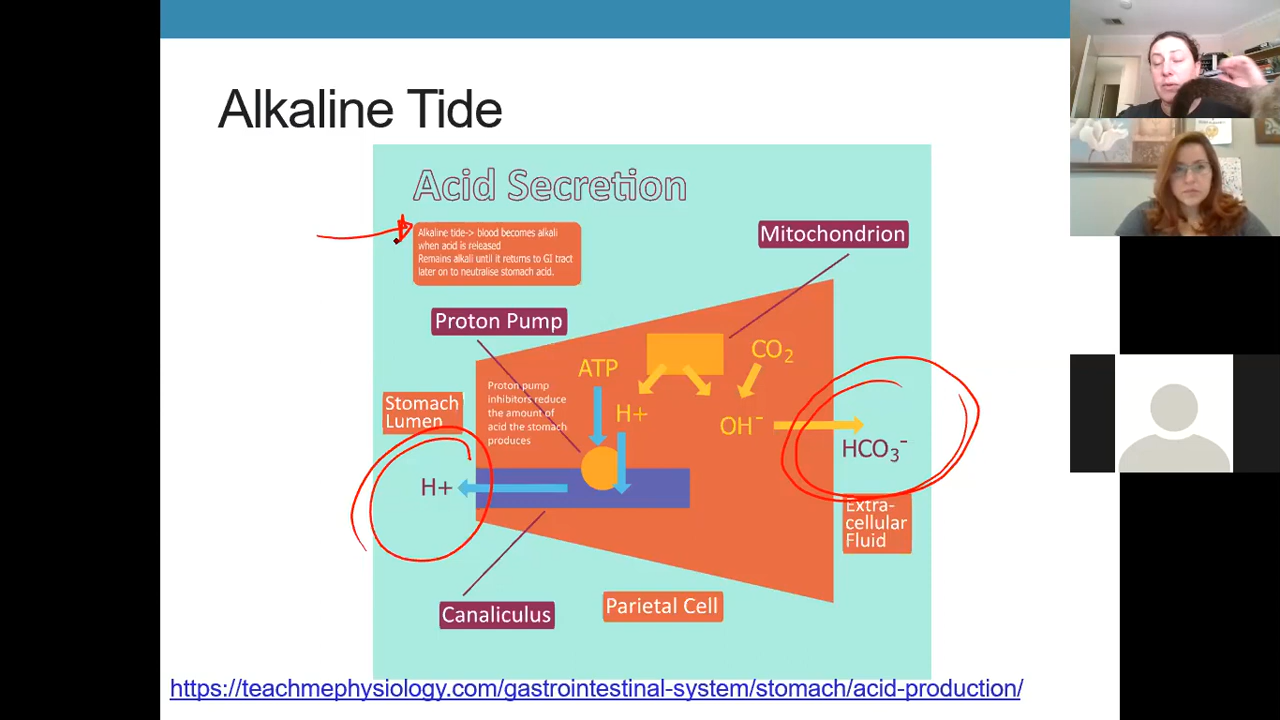 Alkaline Tide
Acid Secretion
Alkaline tide-> blood becomes alkali
when acid is released
Remains alkali until it returns to GI tract
later on to neutralise stomach acid.
Mitochondrion
Proton Pump
ATP
CO₂
Proton pump
inhibitors reduce
the amount of
acid the stomach
produces
H+
OH⁻
Stomach
Lumen
HCO₃⁻
H+
Extra-
cellular
Fluid
Canaliculus
Parietal Cell
https://teachmephysiology.com/gastrointestinal-system/stomach/acid-production/